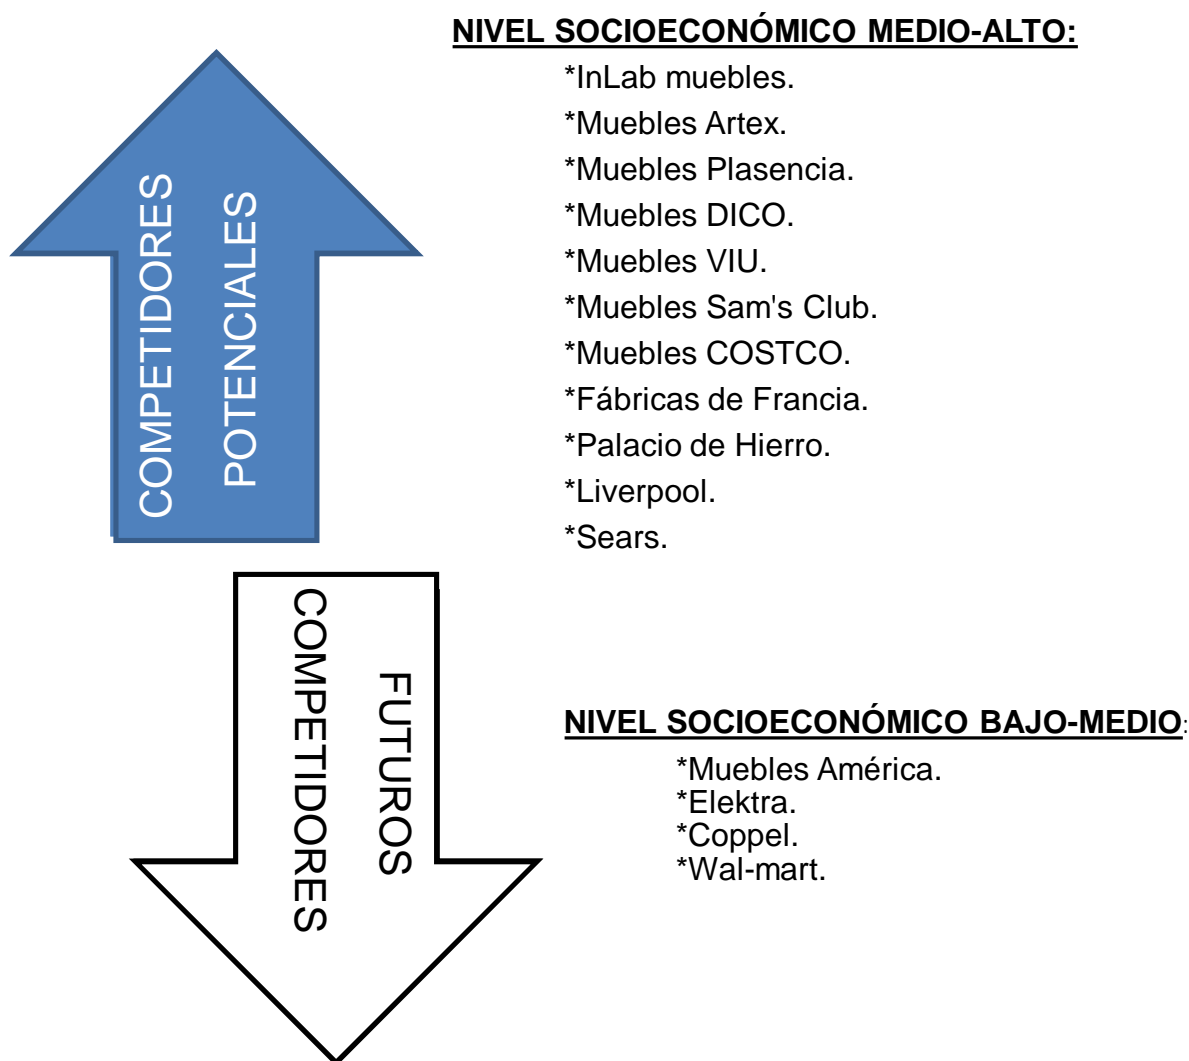 NIVEL SOCIOECONÓMICO MEDIO-ALTO:
*InLab muebles.
*Muebles Artex.
*Muebles Plasencia.
*Muebles DICO.
*Muebles VIU.
*Muebles Sam's Club.
*Muebles COSTCO.
*Fábricas de Francia.
*Palacio de Hierro.
*Liverpool.
*Sears.
COMPETIDORES
POTENCIALES
FUTUROS
COMPETIDORES
NIVEL SOCIOECONÓMICO BAJO-MEDIO:
*Muebles América.
*Elektra.
*Coppel.
*Wal-mart.